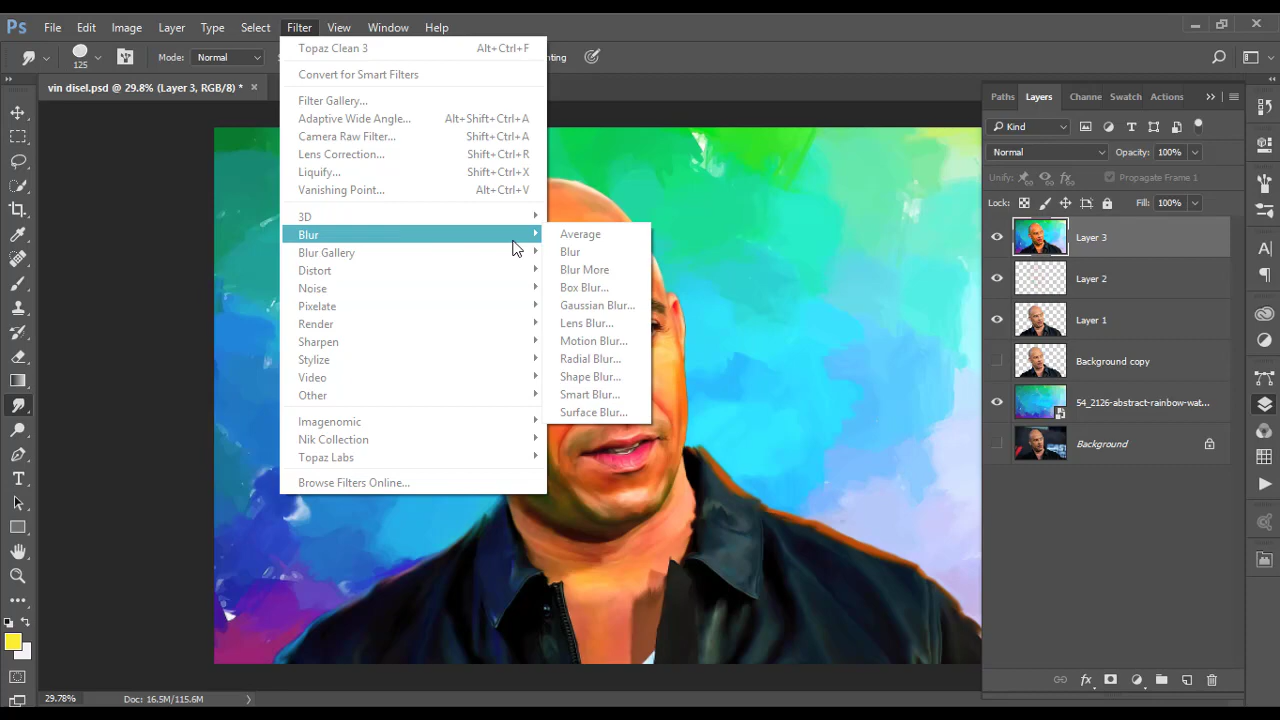 Ps File Edit Image Layer Type Select Filter View Window Help
125 Mode: Normal nting
vin disel.psd @ 29.8% (Layer 3, RGB/8) * ×
Topaz Clean 3 Alt+Ctrl+F
Convert for Smart Filters
Filter Gallery...
Adaptive Wide Angle... Alt+Shift+Ctrl+A
Camera Raw Filter... Shift+Ctrl+A
Lens Correction... Shift+Ctrl+R
Liquify... Shift+Ctrl+X
Vanishing Point... Alt+Ctrl+V
3D
Blur
Blur Gallery
Distort
Noise
Pixelate
Render
Sharpen
Stylize
Video
Other
Imagenomic
Nik Collection
Topaz Labs
Browse Filters Online...
Average
Blur
Blur More
Box Blur...
Gaussian Blur...
Lens Blur...
Motion Blur...
Radial Blur...
Shape Blur...
Smart Blur...
Surface Blur...
Paths Layers Channe Swatch Actions
Kind
Normal Opacity: 100%
Unify: Propagate Frame 1
Lock: Fill: 100%
Layer 3
Layer 2
Layer 1
Background copy
54_2126-abstract-rainbow-wat...
Background
29.78% Doc: 16.5M/115.6M